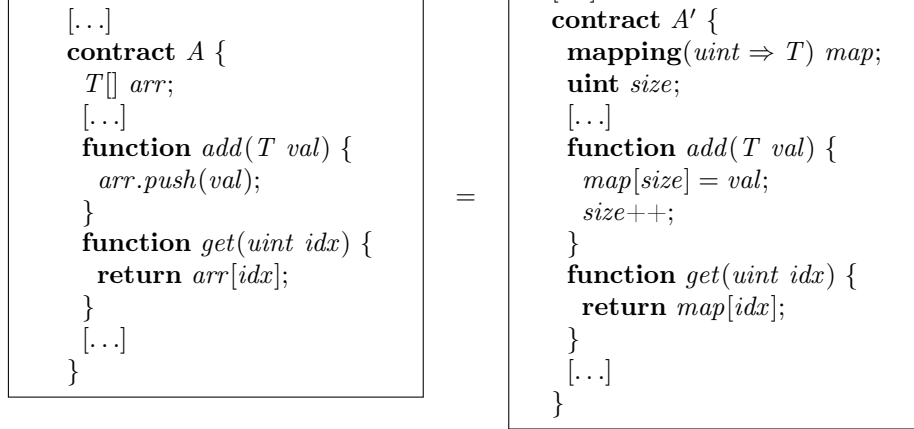 [...]
contract A {
T[] arr;
[...]
function add(T val) {
arr.push(val);
}
function get(uint idx) {
return arr[idx];
}
[...]
}
=
contract A′ {
mapping(uint ⇒ T) map;
uint size;
[...]
function add(T val) {
map[size] = val;
size++;
}
function get(uint idx) {
return map[idx];
}
[...]
}